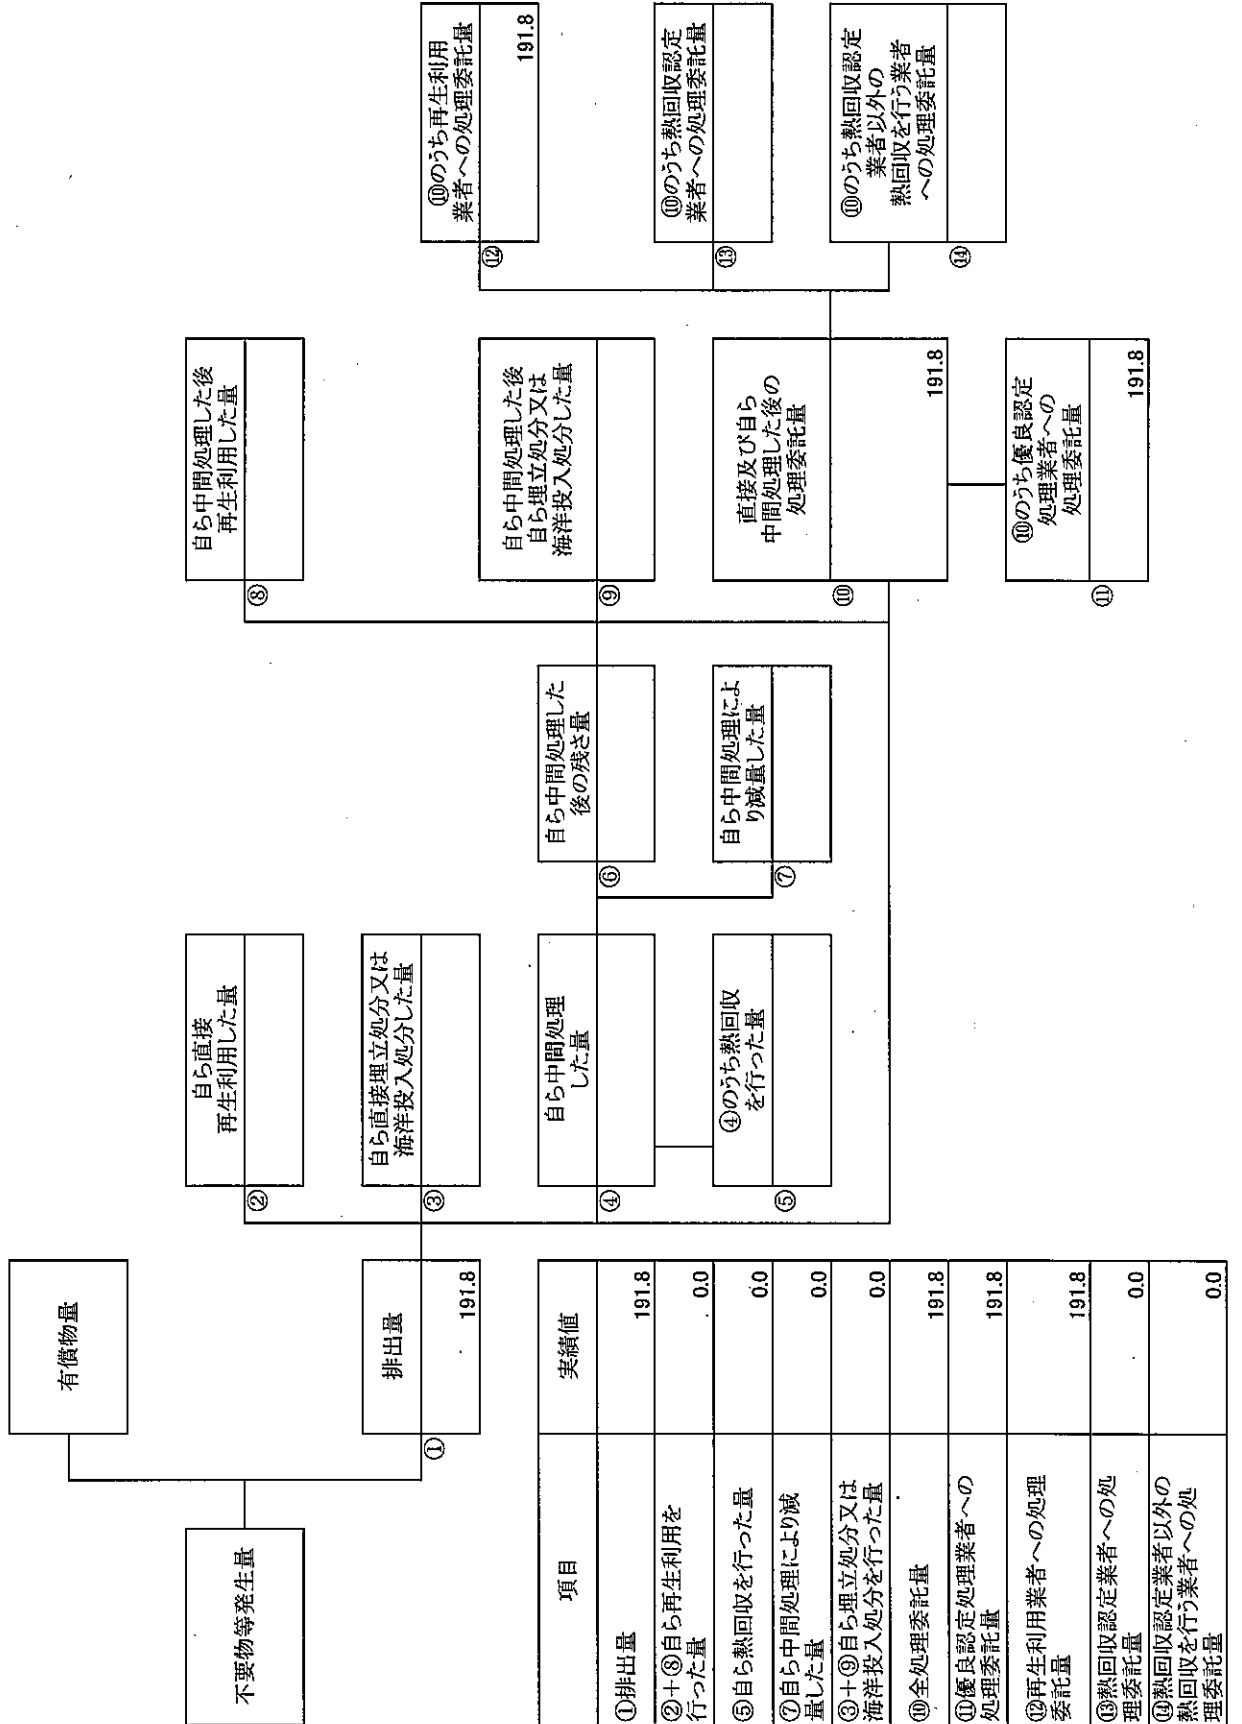 不要物等発生量
有償物量
排出量
①
191.8
自ら直接
再生利用した量
②
自ら直接埋立処分又は
海洋投入処分した量
③
自ら中間処理
した量
④
④のうち熱回収
を行った量
⑤
自ら中間処理した
後の残さ量
⑥
自ら中間処理によ
り減量した量
⑦
自ら中間処理した後
再生利用した量
⑧
自ら中間処理した後
自ら埋立処分又は
海洋投入処分した量
⑨
直接及び自ら
中間処理した後の
処理委託量
⑩
191.8
⑩のうち優良認定
処理業者への
処理委託量
⑪
191.8
⑩のうち再生利用
業者への処理委託量
⑫
191.8
⑩のうち熱回収認定
業者への処理委託量
⑬
⑩のうち熱回収認定
業者以外の
熱回収を行う業者
への処理委託量
⑭
項目 実績値
①排出量 191.8
②+⑧自ら再生利用を
行った量 0.0
⑤自ら熱回収を行った量 0.0
⑦自ら中間処理により減
量した量 0.0
③+⑨自ら埋立処分又は
海洋投入処分を行った量 0.0
⑩全処理委託量 191.8
⑪優良認定処理業者への
処理委託量 191.8
⑫再生利用業者への処理
委託量 191.8
⑬熱回収認定業者への処
理委託量 0.0
⑭熱回収認定業者以外の
熱回収を行う業者への処
理委託量 0.0